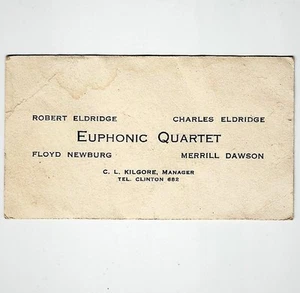 ROBERT ELDRIDGE CHARLES ELDRIDGE
EUPHONIC QUARTET
FLOYD NEWBURG MERRILL DAWSON
C. L. KILGORE, MANAGER
TEL. CLINTON 682